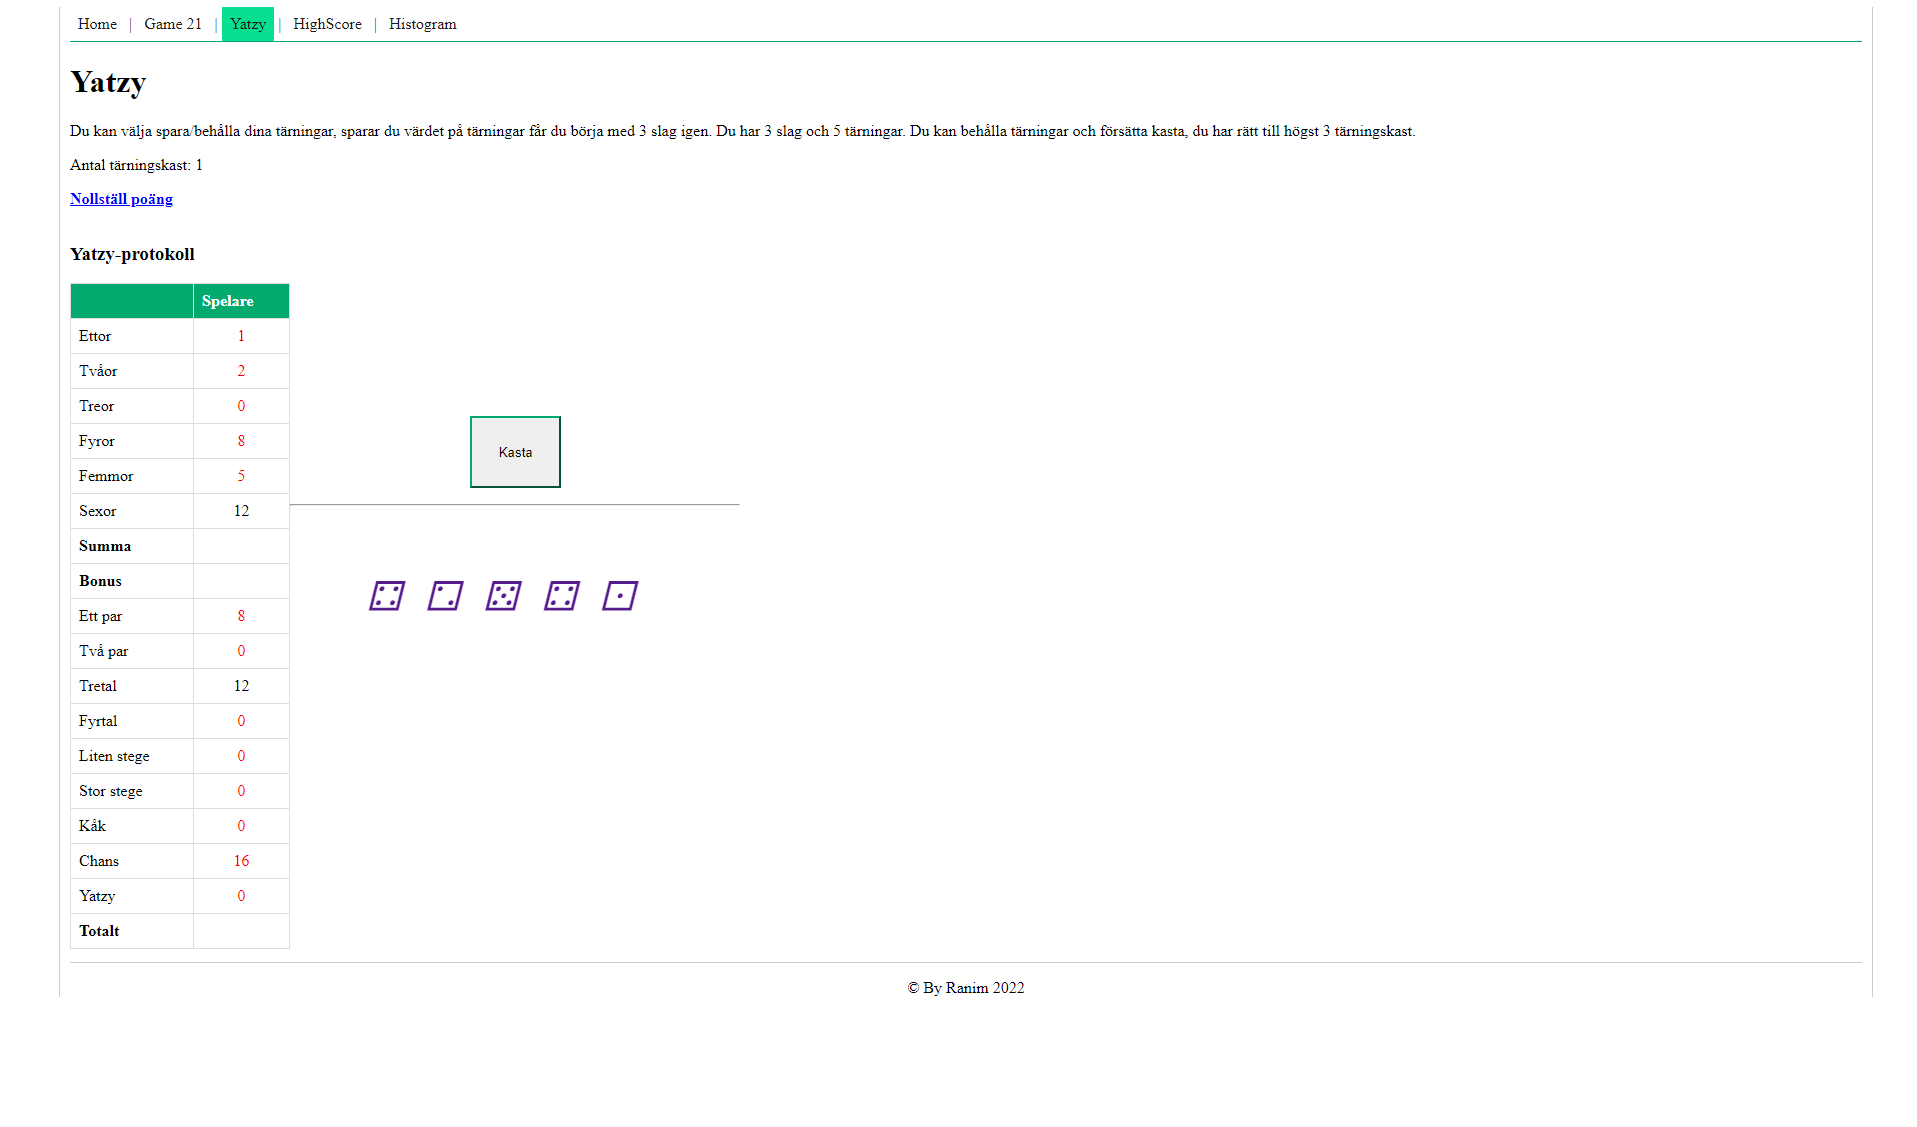 Home | Game 21 | Yatzy | HighScore | Histogram
Yatzy
Du kan välja spara/behålla dina tärningar, sparar du värdet på tärningar får du börja med 3 slag igen. Du har 3 slag och 5 tärningar. Du kan behålla tärningar och försätta kasta, du har rätt till högst 3 tärningskast.
Antal tärningskast: 1
Nollställ poäng
Yatzy-protokoll
Spelare
Ettor 1
Tvåor 2
Treor 0
Fyror 8
Femmor 5
Sexor 12
Summa
Bonus
Ett par 8
Två par 0
Tretal 12
Fyrtal 0
Liten stege 0
Stor stege 0
Kåk 0
Chans 16
Yatzy 0
Totalt
Kasta
© By Ranim 2022